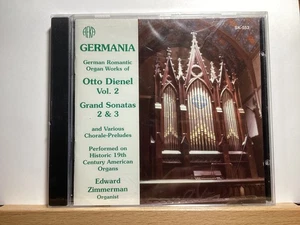 GERMANIA
German Romantic
Organ Works of
Otto Dienel
Vol. 2
Grand Sonatas
2 & 3
and Various
Chorale-Preludes
Performed on
Historic 19th
Century American
Organs
Edward
Zimmerman
Organist